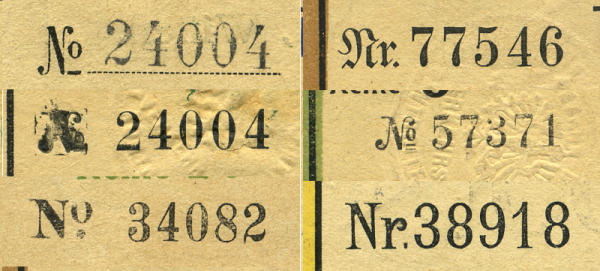 No 24004
Nr. 77546
No 24004
No 57371
No 34082
Nr. 38918